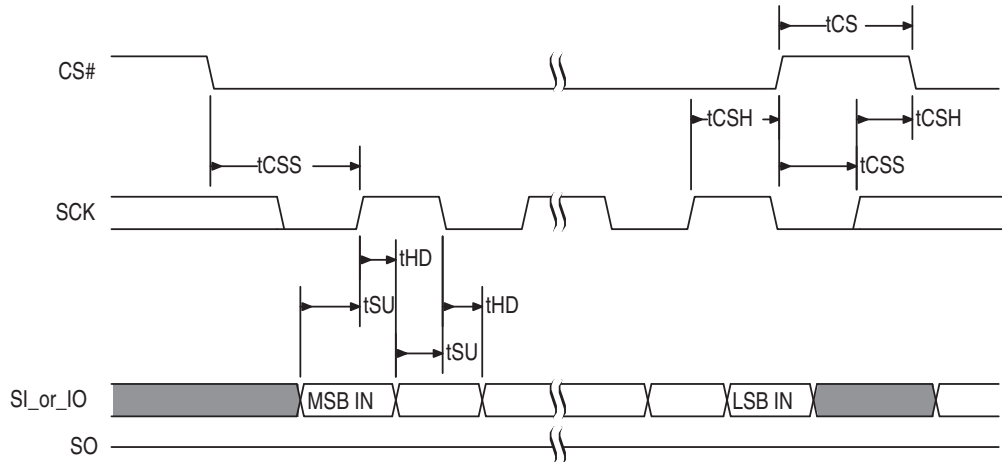 tCS
CS#
tCSH
tCSH
tCSS
tCSS
SCK
tHD
tSU
tHD
tSU
SI_or_IO
MSB IN
LSB IN
SO